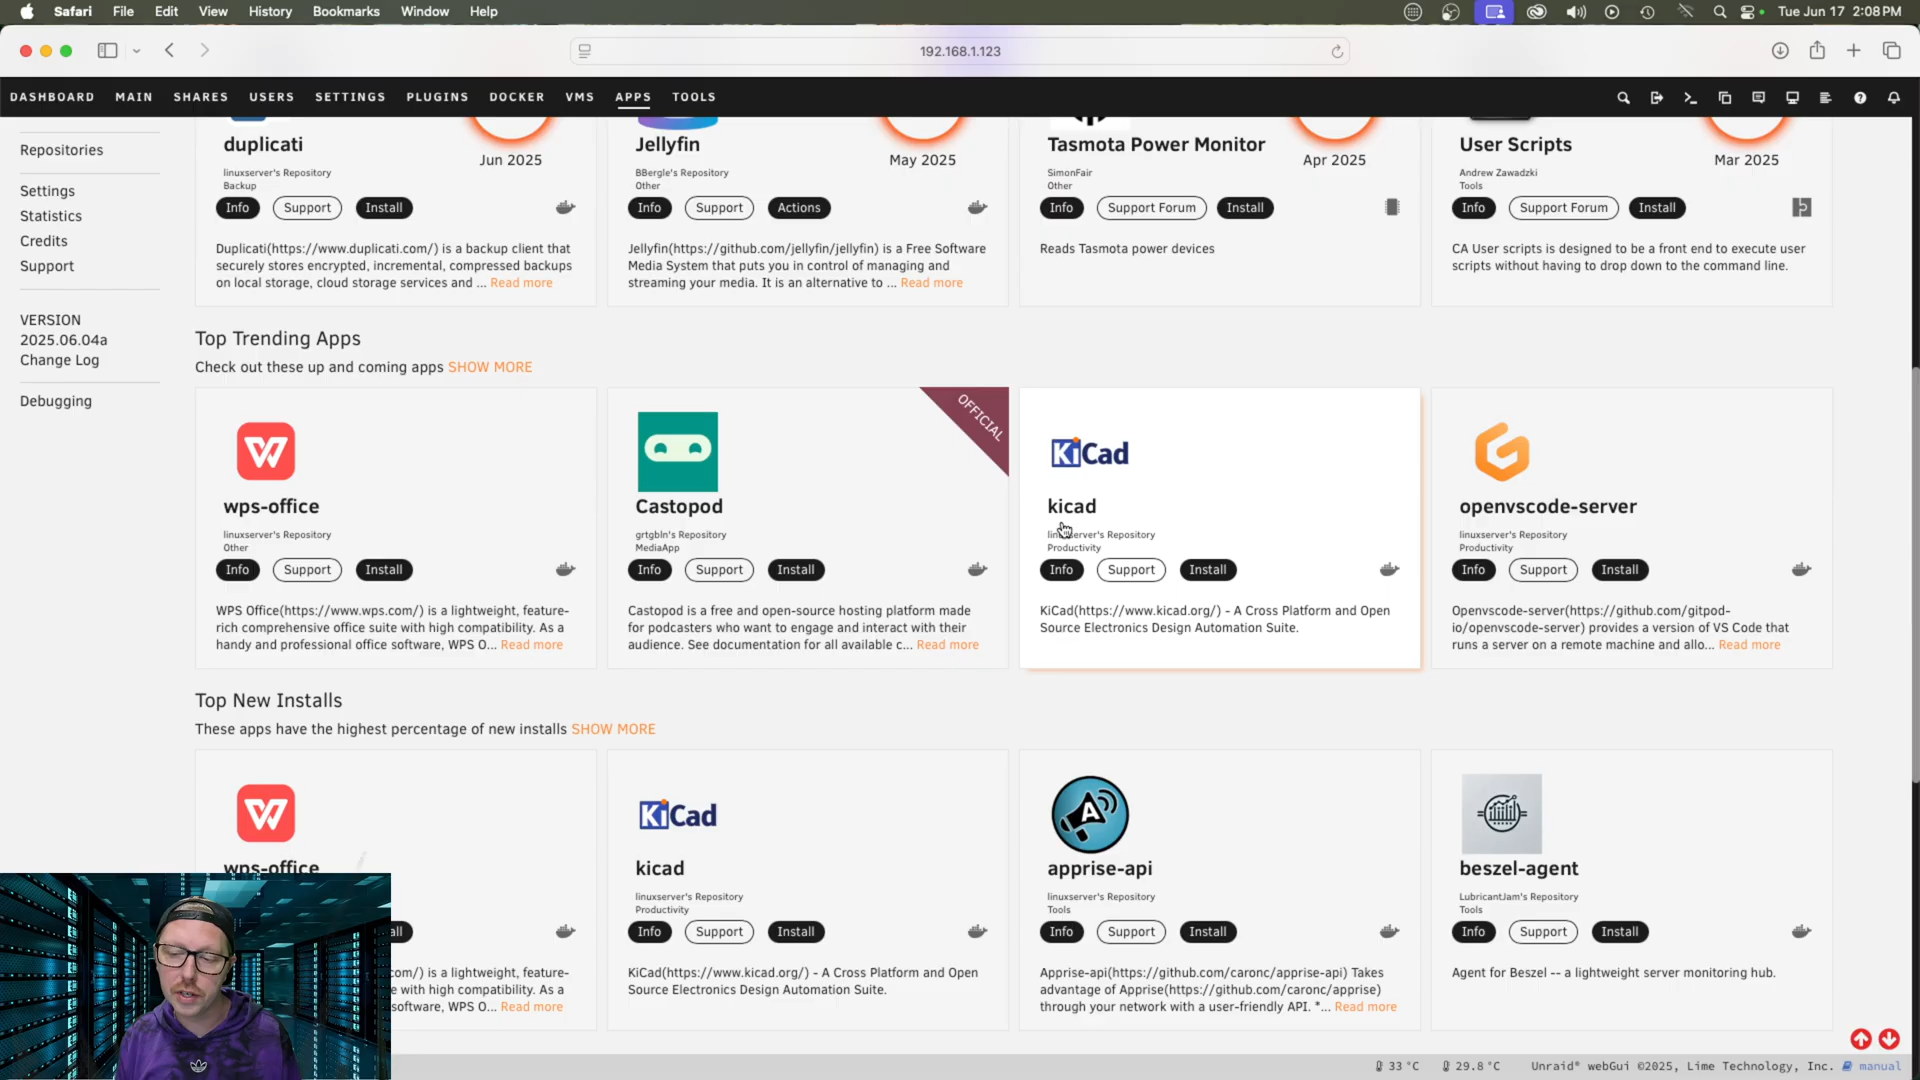 Safari File Edit View History Bookmarks Window Help Tue Jun 17 2:08 PM
192.168.1.123
DASHBOARD MAIN SHARES USERS SETTINGS PLUGINS DOCKER VMS APPS TOOLS
Repositories
Settings
Statistics
Credits
Support
VERSION
2025.06.04a
Change Log
Debugging
duplicati
Jun 2025
linuxserver's Repository
Backup
Info Support Install
Duplicati(https://www.duplicati.com/) is a backup client that
securely stores encrypted, incremental, compressed backups
on local storage, cloud storage services and ... Read more
Jellyfin
May 2025
BBergle's Repository
Other
Info Support Actions
Jellyfin(https://github.com/jellyfin/jellyfin) is a Free Software
Media System that puts you in control of managing and
streaming your media. It is an alternative to ... Read more
Tasmota Power Monitor
Apr 2025
SimonFair
Other
Info Support Forum Install
Reads Tasmota power devices
User Scripts
Mar 2025
Andrew Zawadzki
Tools
Info Support Forum Install
CA User scripts is designed to be a front end to execute user
scripts without having to drop down to the command line.
Top Trending Apps
Check out these up and coming apps SHOW MORE
W
wps-office
linuxserver's Repository
Other
Info Support Install
WPS Office(https://www.wps.com/) is a lightweight, feature-
rich comprehensive office suite with high compatibility. As a
handy and professional office software, WPS O... Read more
OFFICIAL
Castopod
grtgbln's Repository
MediaApp
Info Support Install
Castopod is a free and open-source hosting platform made
for podcasters who want to engage and interact with their
audience. See documentation for all available c... Read more
KiCad
kicad
linuxserver's Repository
Productivity
Info Support Install
KiCad(https://www.kicad.org/) - A Cross Platform and Open
Source Electronics Design Automation Suite.
openvscode-server
linuxserver's Repository
Productivity
Info Support Install
Openvscode-server(https://github.com/gitpod-
io/openvscode-server) provides a version of VS Code that
runs a server on a remote machine and allo... Read more
Top New Installs
These apps have the highest percentage of new installs SHOW MORE
W
wps-office
all
com/) is a lightweight, feature-
with high compatibility. As a
software, WPS O... Read more
KiCad
kicad
linuxserver's Repository
Productivity
Info Support Install
KiCad(https://www.kicad.org/) - A Cross Platform and Open
Source Electronics Design Automation Suite.
A
apprise-api
linuxserver's Repository
Tools
Info Support Install
Apprise-api(https://github.com/caronc/apprise-api) Takes
advantage of Apprise(https://github.com/caronc/apprise)
through your network with a user-friendly API. *... Read more
beszel-agent
LubricantJam's Repository
Tools
Info Support Install
Agent for Beszel -- a lightweight server monitoring hub.
33 °C 29.8 °C Unraid® webGui ©2025, Lime Technology, Inc. manual